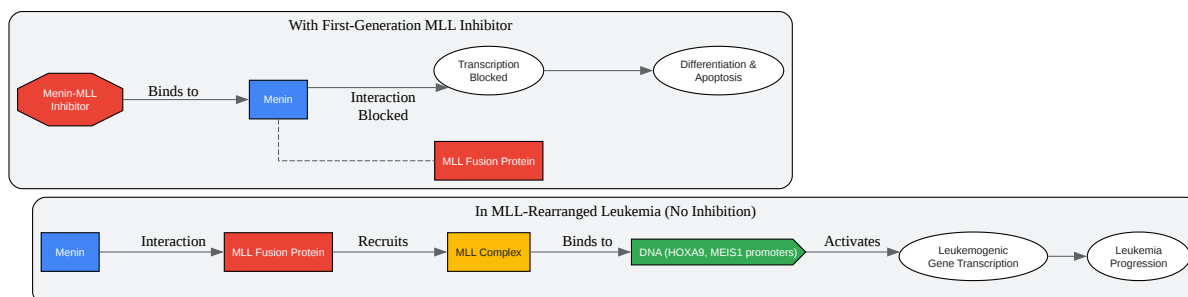 With First-Generation MLL Inhibitor
Menin-MLL
Inhibitor
Binds to
Menin
Interaction
Blocked
Transcription
Blocked
Differentiation &
Apoptosis
MLL Fusion Protein
In MLL-Rearranged Leukemia (No Inhibition)
Menin
Interaction
MLL Fusion Protein
Recruits
MLL Complex
Binds to
DNA (HOXA9, MEIS1 promoters)
Activates
Leukemogenic
Gene Transcription
Leukemia
Progression